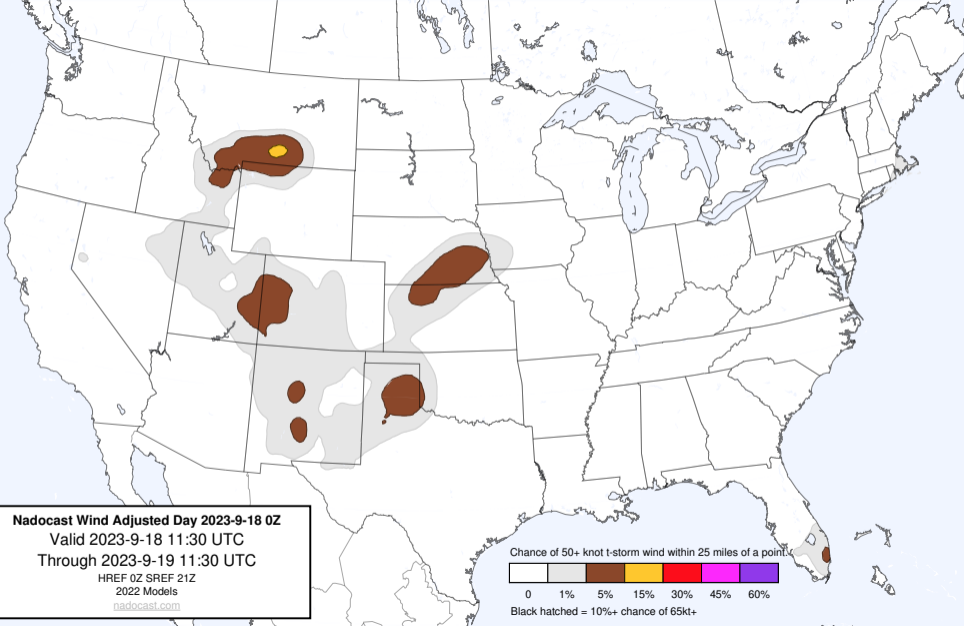 Nadocast Wind Adjusted Day 2023-9-18 0Z
Valid 2023-9-18 11:30 UTC
Through 2023-9-19 11:30 UTC
HREF 0Z SREF 21Z
2022 Models
nadocast.com
Chance of 50+ knot t-storm wind within 25 miles of a point.
0 1% 5% 15% 30% 45% 60%
Black hatched = 10%+ chance of 65kt+